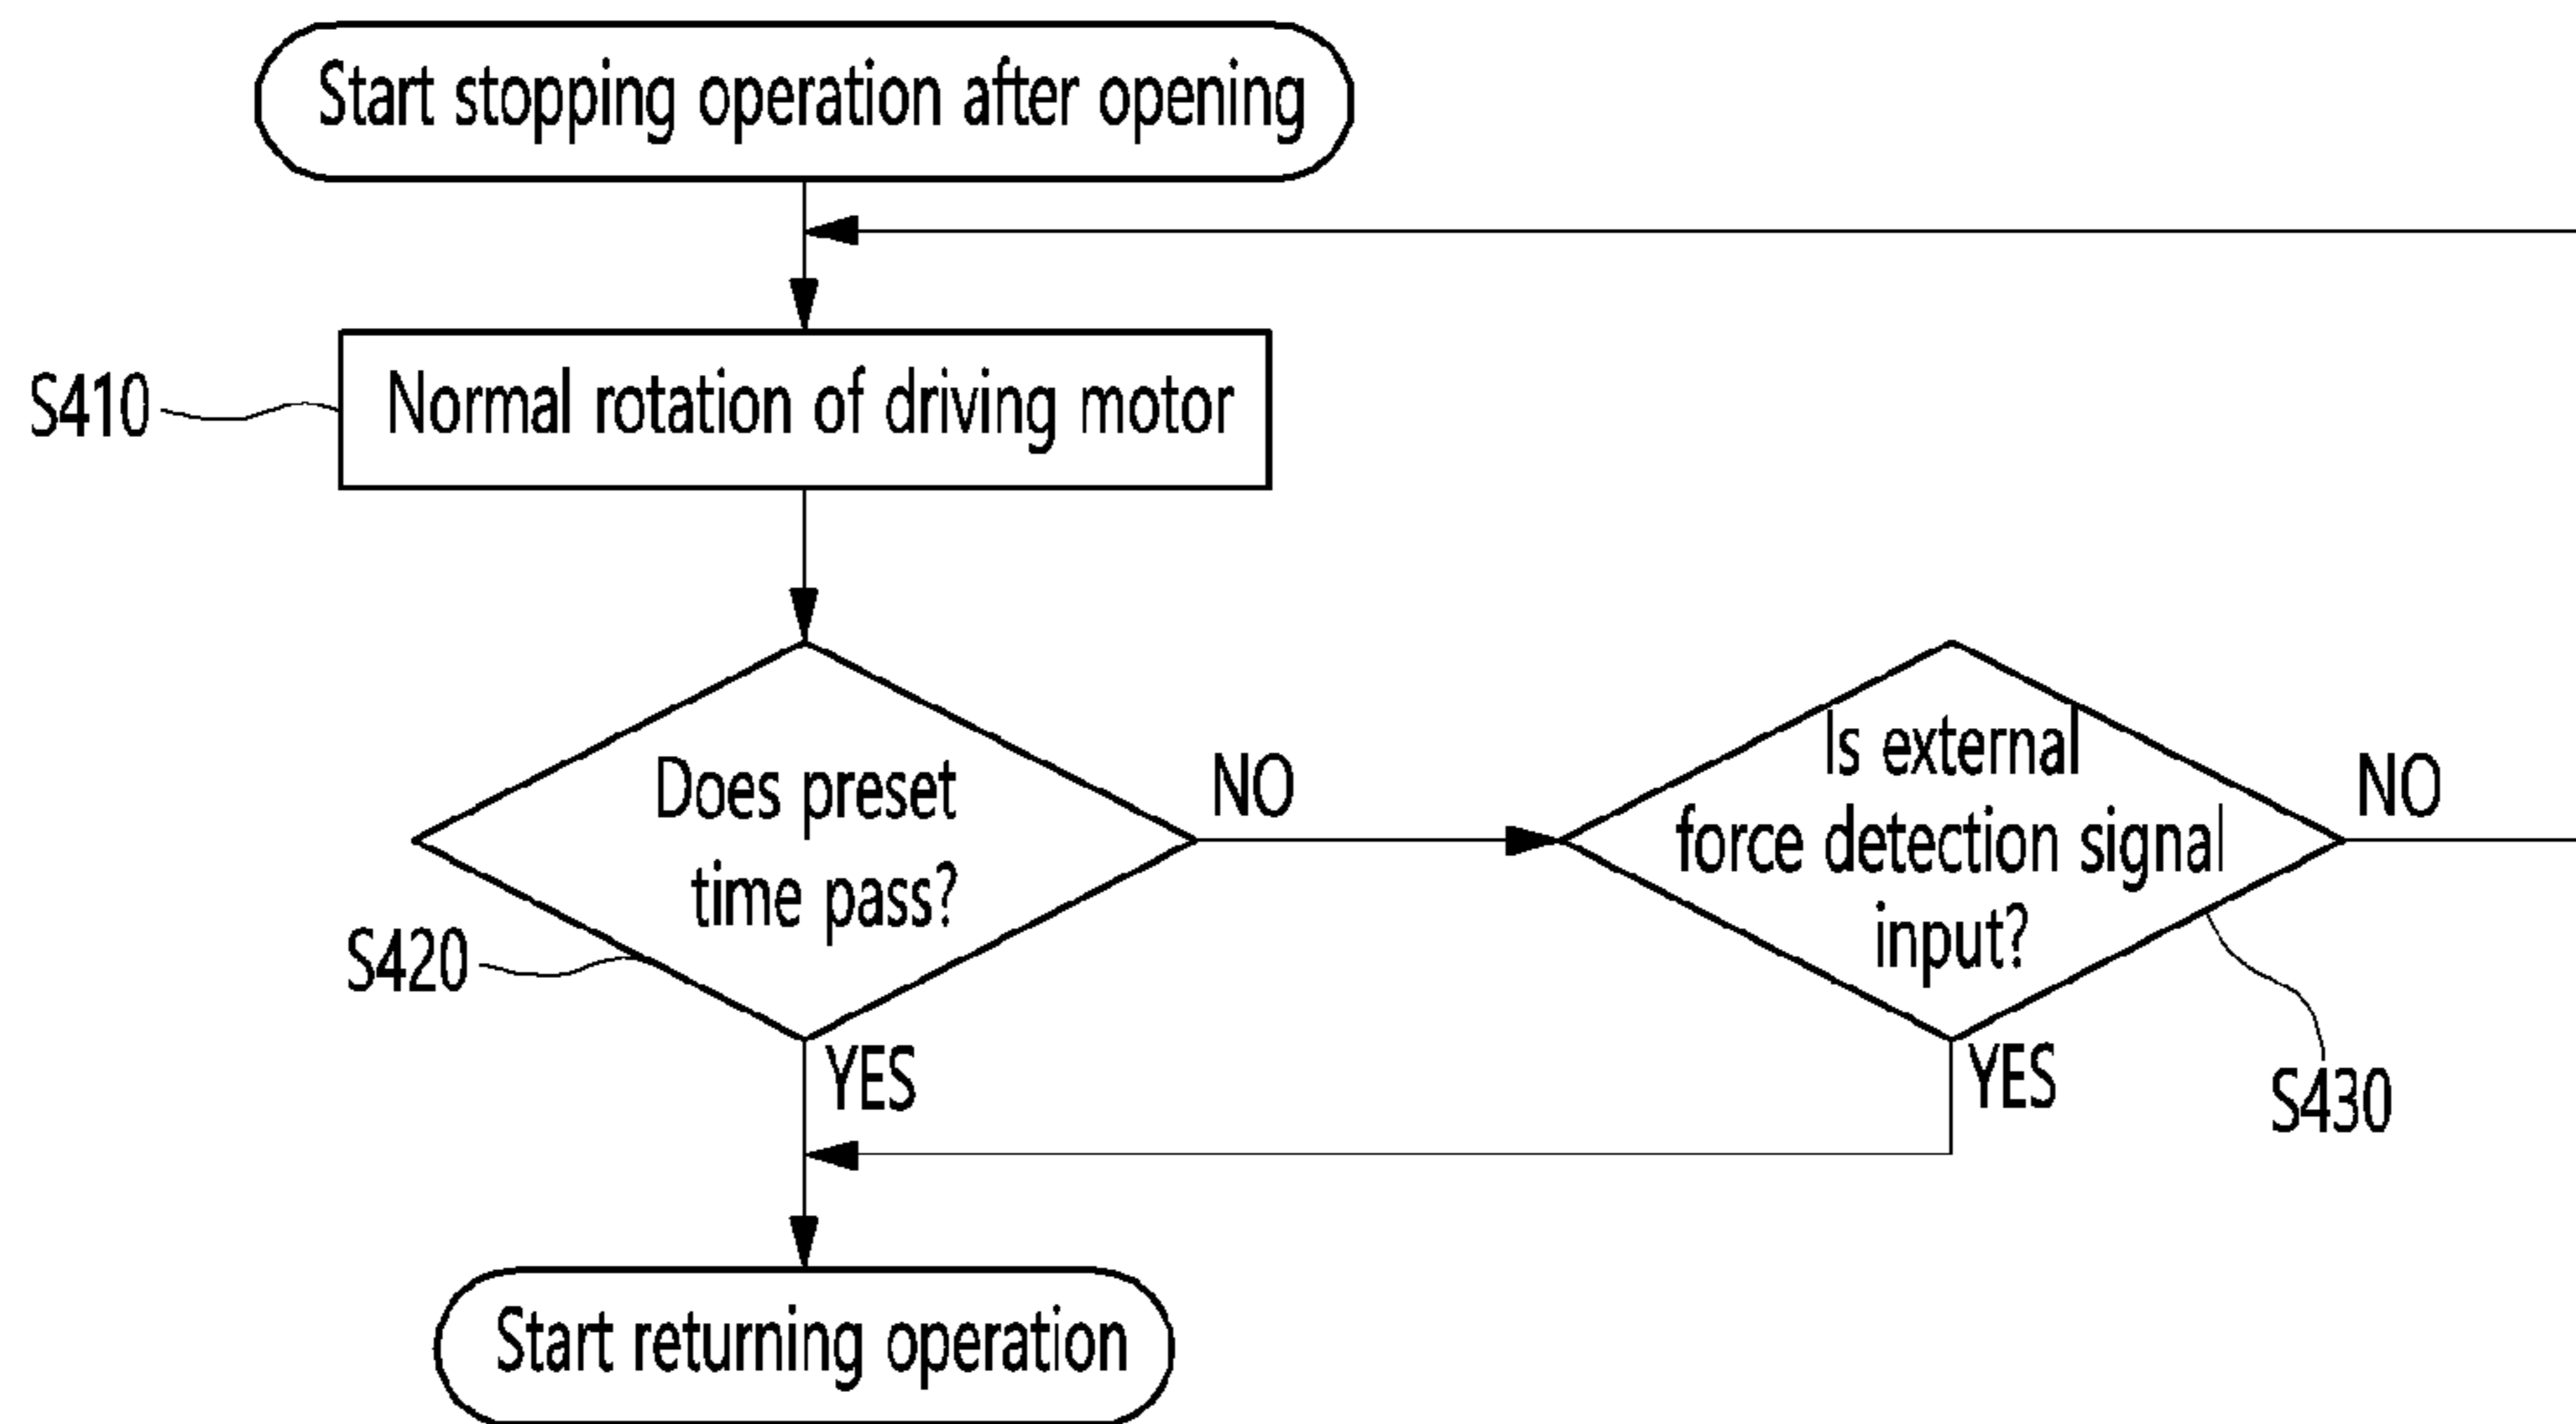 Start stopping operation after opening
S410
Normal rotation of driving motor
Does preset
time pass?
NO
Is external
force detection signal
input?
NO
S420
YES
YES
S430
Start returning operation